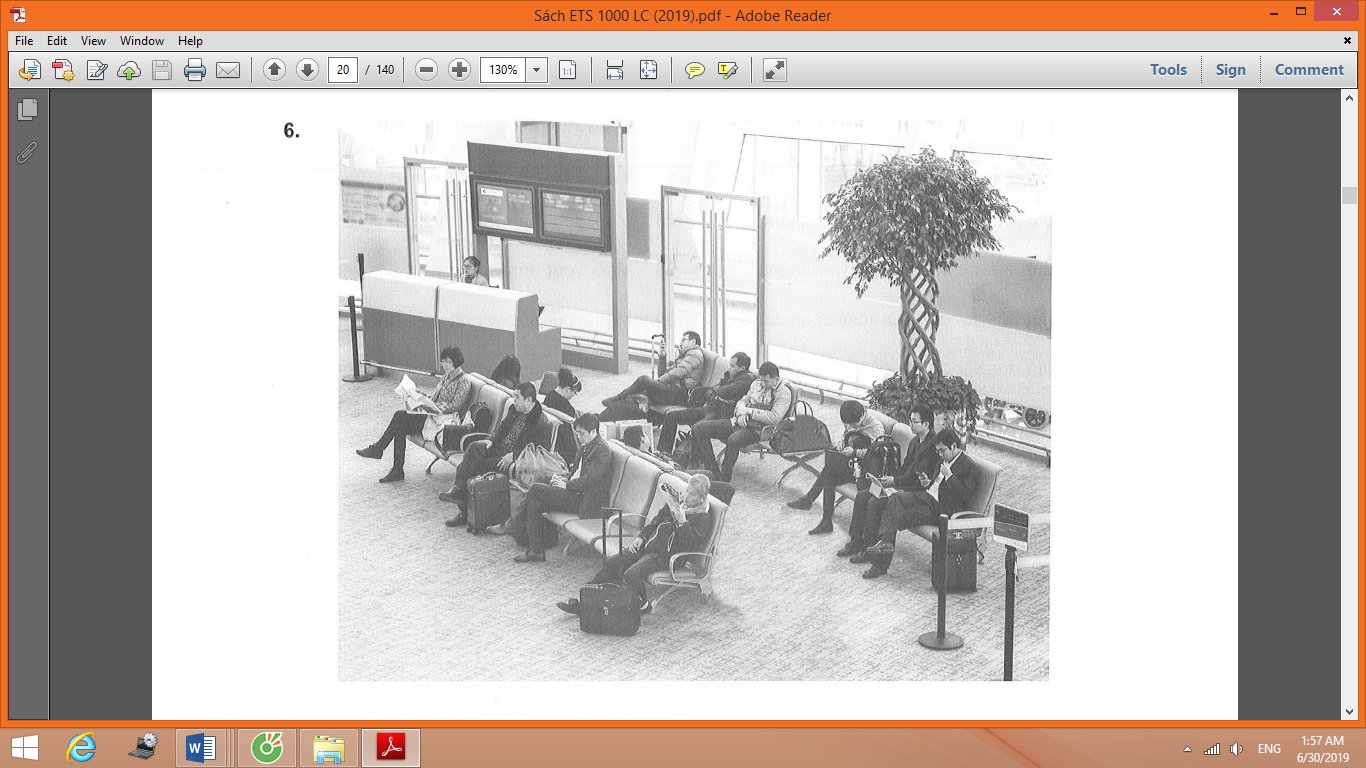 Sách ETS 1000 LC (2019).pdf - Adobe Reader
File Edit View Window Help
20 / 140 130% Tools Sign Comment
6.
ENG
1:57 AM
6/30/2019